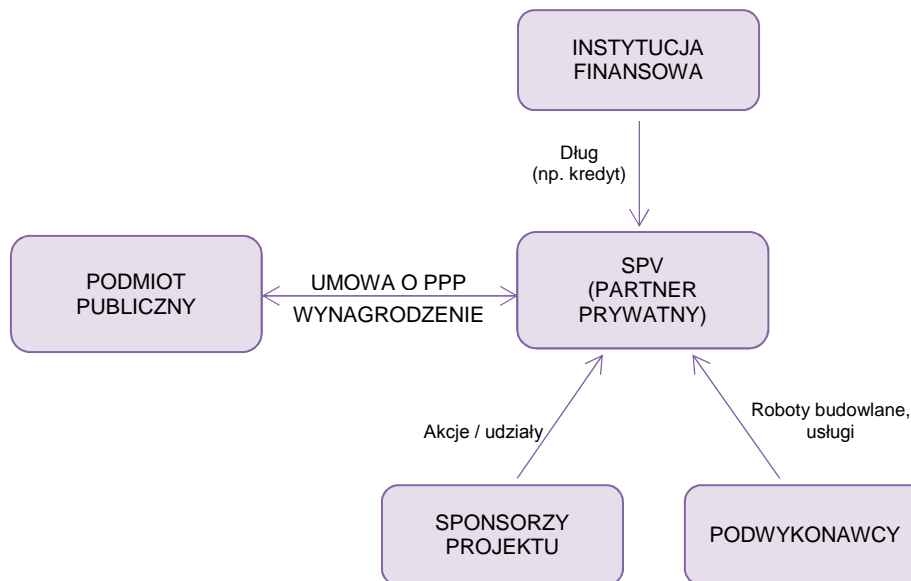 INSTYTUCJA
FINANSOWA
Dług
(np. kredyt)
PODMIOT
PUBLICZNY
UMOWA O PPP
WYNAGRODZENIE
SPV
(PARTNER
PRYWATNY)
Akcje / udziały
Roboty budowlane,
usługi
SPONSORZY
PROJEKTU
PODWYKONAWCY